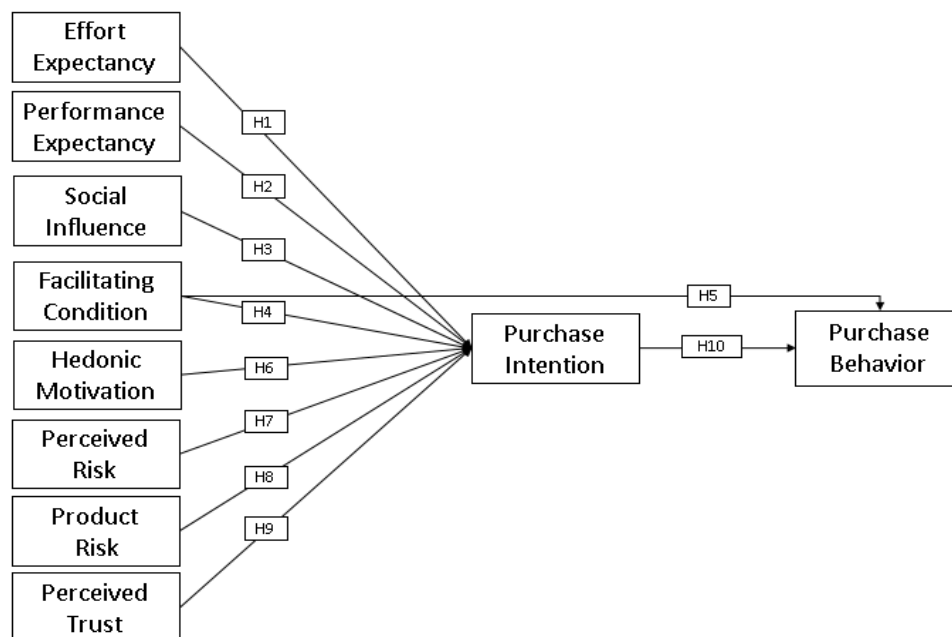 Effort
Expectancy
Performance
Expectancy
Social
Influence
Facilitating
Condition
Hedonic
Motivation
Perceived
Risk
Product
Risk
Perceived
Trust
H1
H2
H3
H4
H5
H6
H7
H8
H9
Purchase
Intention
H10
Purchase
Behavior